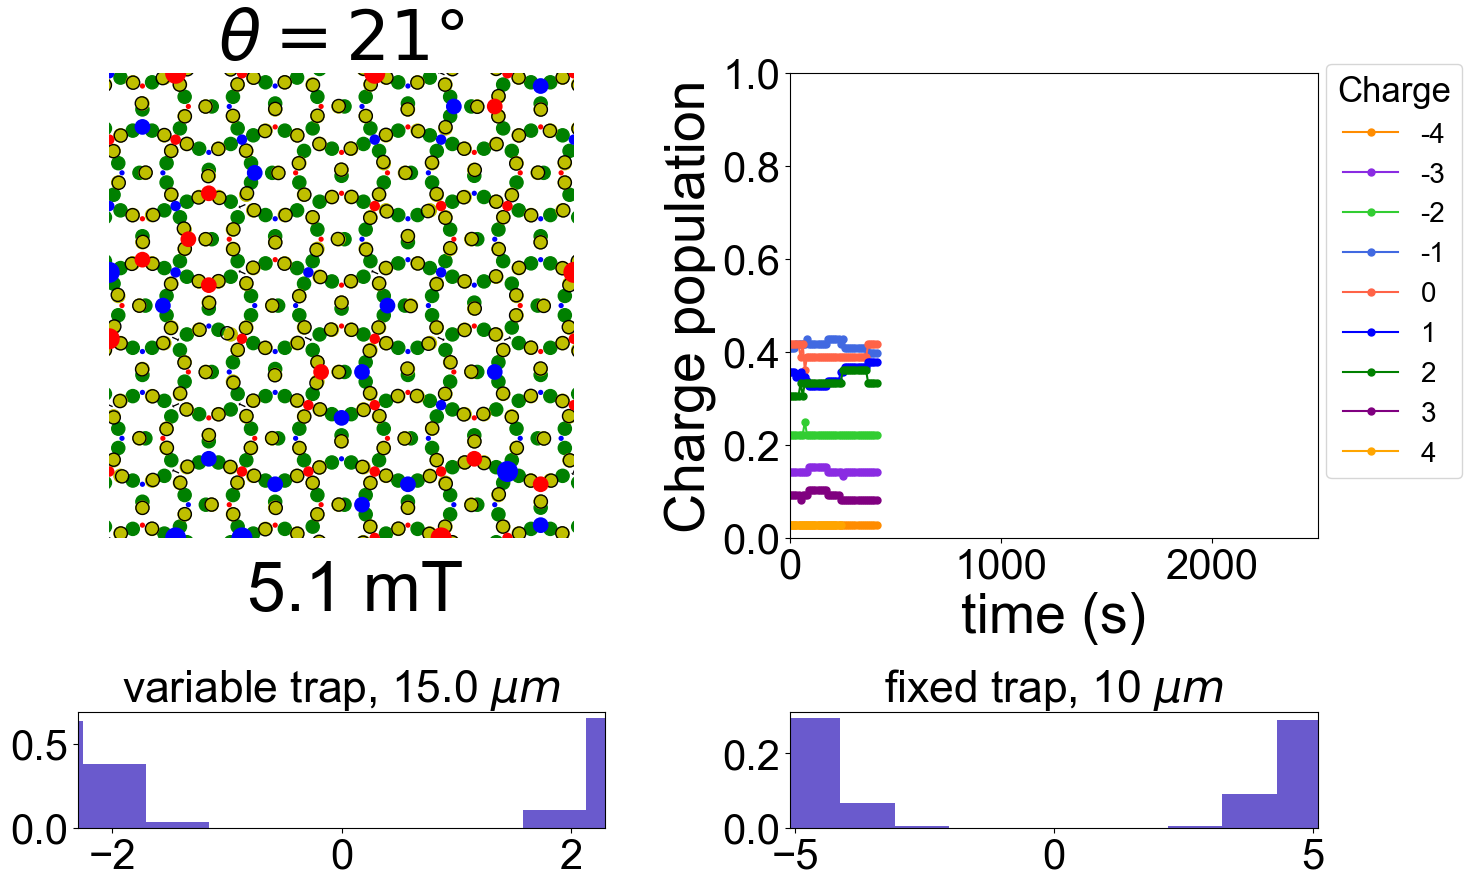 θ = 21°
5.1 mT
1.0
0.8
0.6
0.4
0.2
0.0
Charge population
0 1000 2000
time (s)
Charge
-4
-3
-2
-1
0
1
2
3
4
variable trap, 15.0 μm
0.5
0.0
−2 0 2
fixed trap, 10 μm
0.2
0.0
−5 0 5